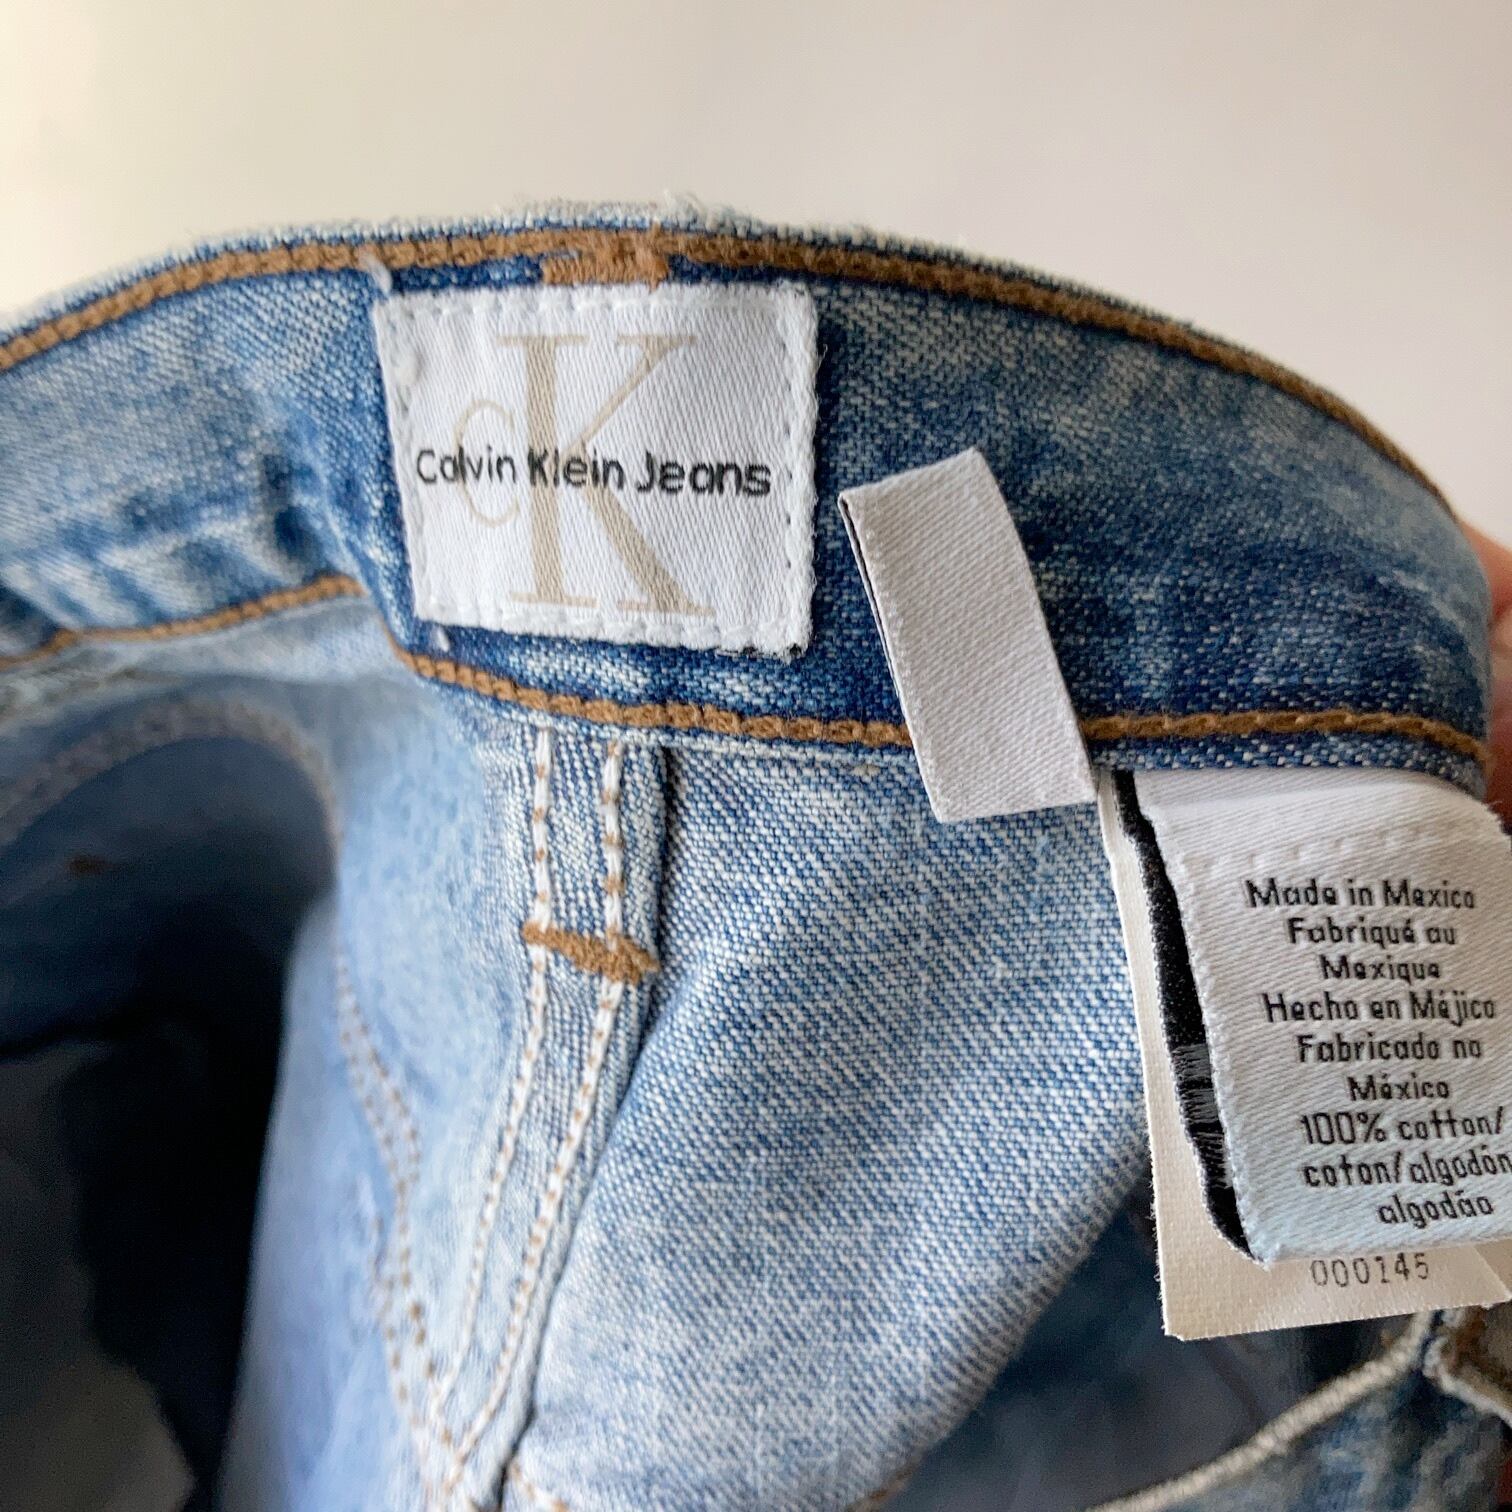 CK
Calvin Klein Jeans
Made in Mexico
Fabriqué au
Mexique
Hecho en Méjico
Fabricado no
México
100% cotton/
coton/algodón
algodão
000145